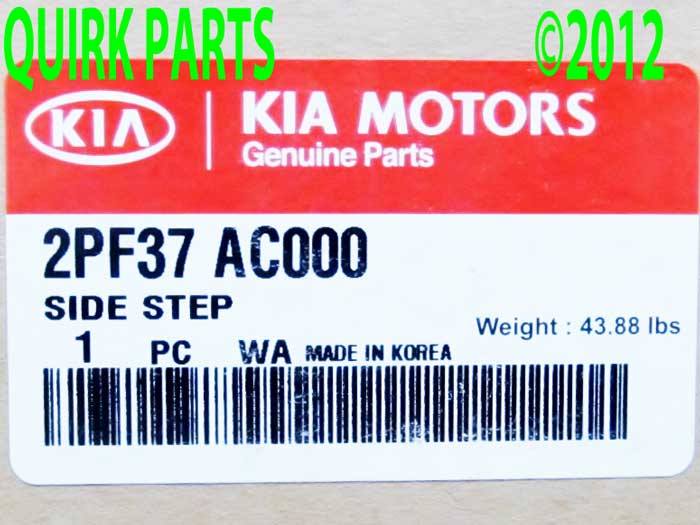 QUIRK PARTS ©2012
KIA KIA MOTORS
Genuine Parts
2PF37 AC000
SIDE STEP
Weight : 43.88 lbs
1 PC WA MADE IN KOREA